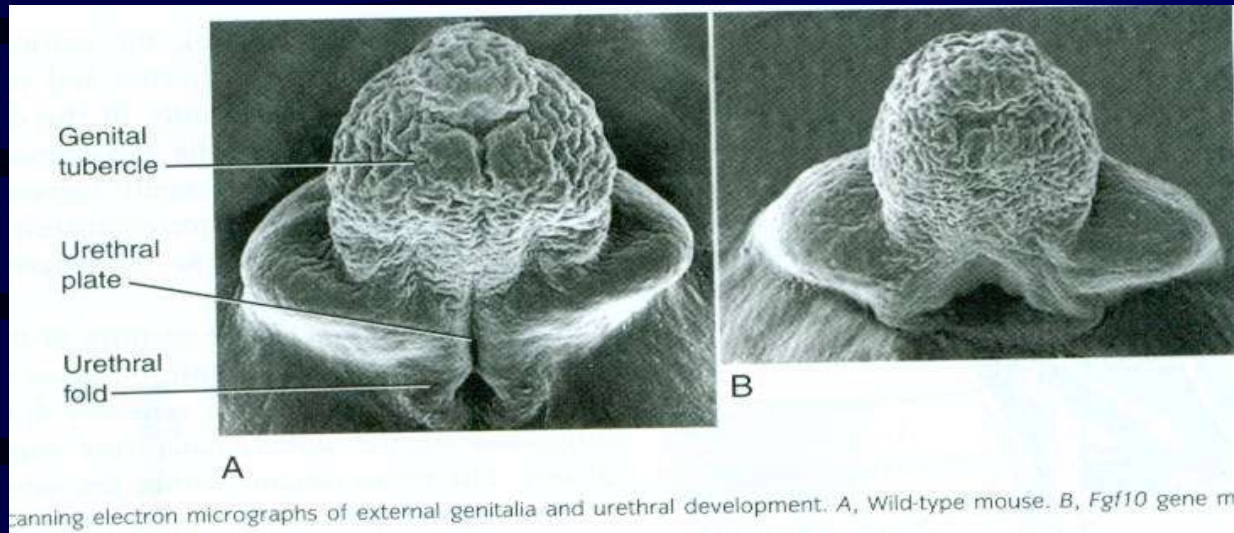 Genital
tubercle
Urethral
plate
Urethral
fold
A
B
canning electron micrographs of external genitalia and urethral development. A, Wild-type mouse. B, Fgf10 gene m